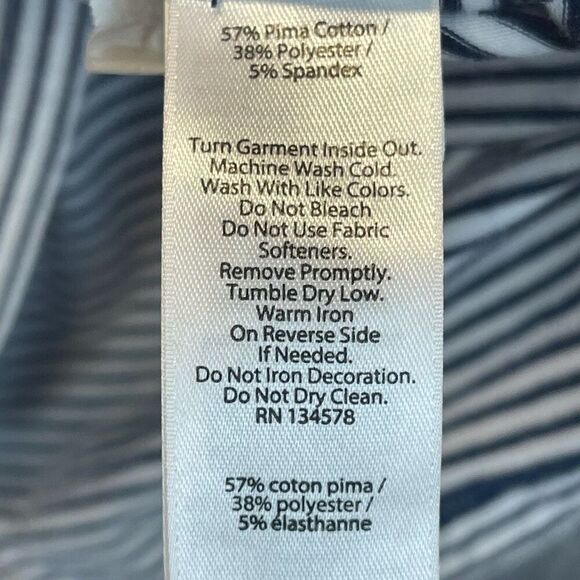 57% Pima Cotton /
38% Polyester /
5% Spandex
Turn Garment Inside Out.
Machine Wash Cold.
Wash With Like Colors.
Do Not Bleach
Do Not Use Fabric
Softeners.
Remove Promptly.
Tumble Dry Low.
Warm Iron
On Reverse Side
If Needed.
Do Not Iron Decoration.
Do Not Dry Clean.
RN 134578
57% coton pima /
38% polyester /
5% élasthanne